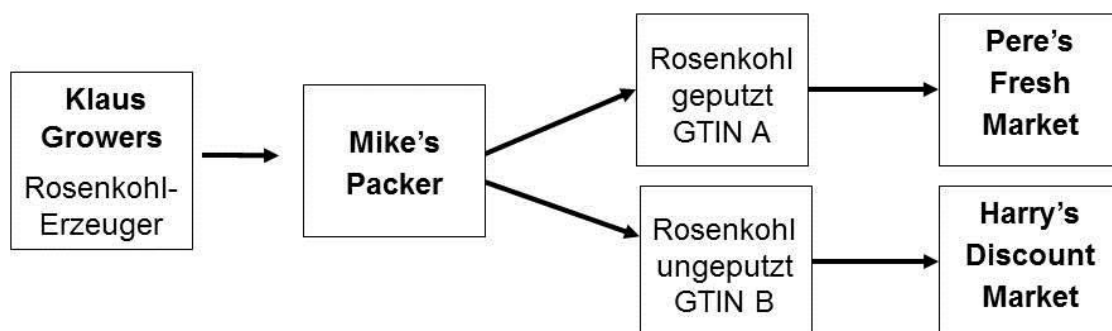 Klaus
Growers
Rosenkohl-
Erzeuger
Mike's
Packer
Rosenkohl
geputzt
GTIN A
Pere's
Fresh
Market
Rosenkohl
ungeputzt
GTIN B
Harry's
Discount
Market